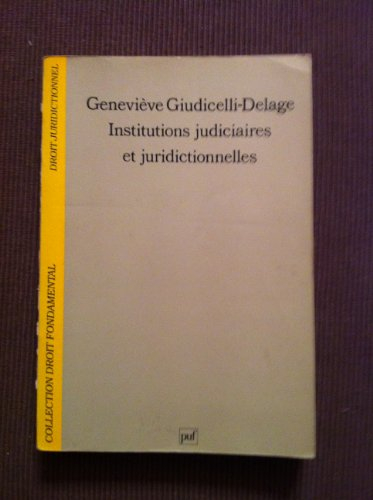 Geneviève Giudicelli-Delage
Institutions judiciaires
et juridictionnelles
DROIT JURIDICTIONNEL
COLLECTION DROIT FONDAMENTAL
puf